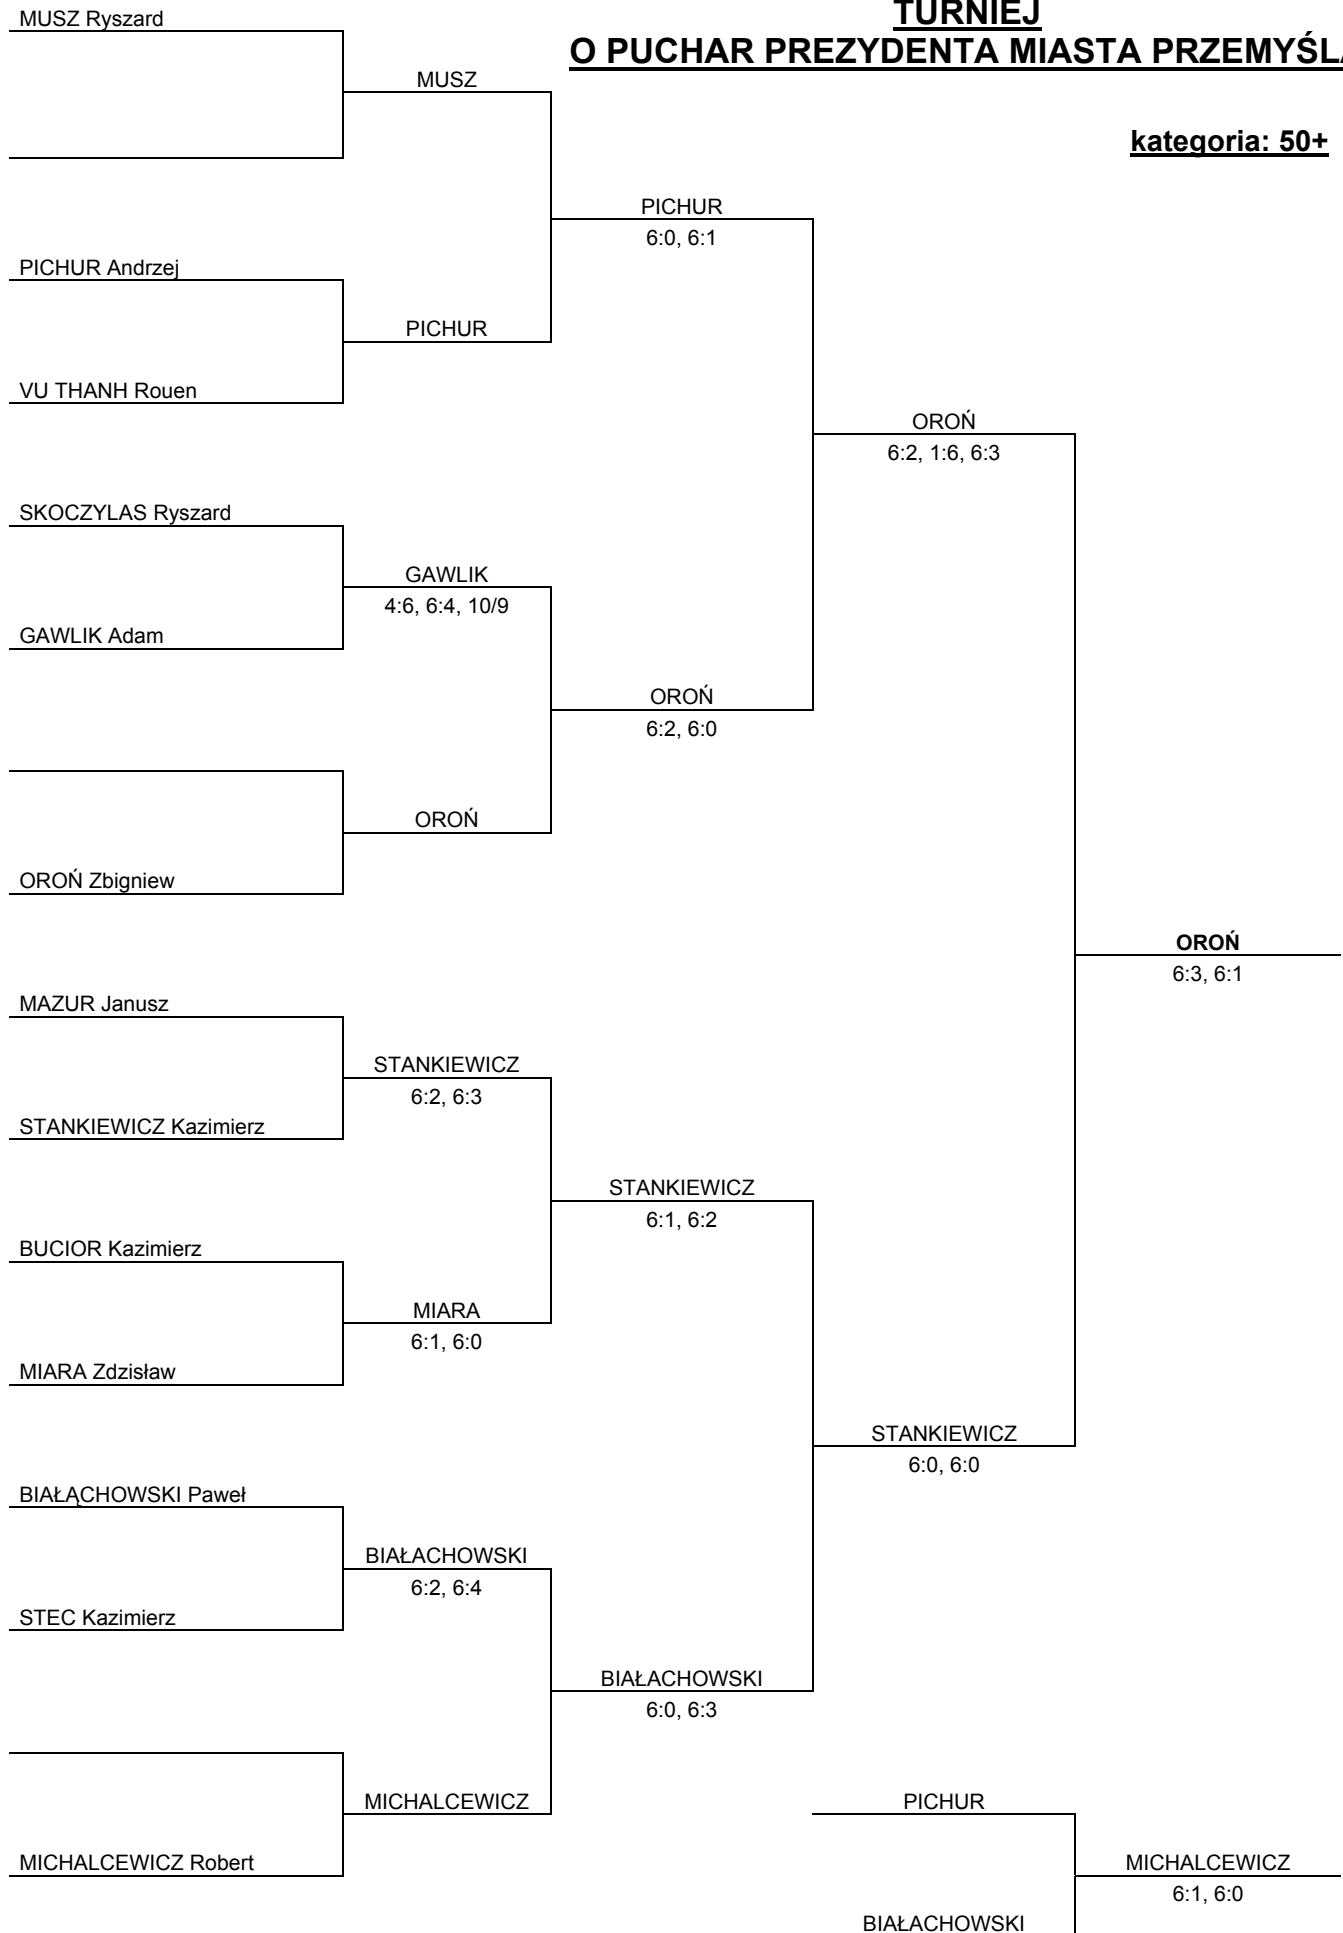 TURNIEJ
O PUCHAR PREZYDENTA MIASTA PRZEMYŚLA
kategoria: 50+
MUSZ Ryszard
MUSZ
PICHUR
6:0, 6:1
PICHUR Andrzej
PICHUR
VU THANH Rouen
OROŃ
6:2, 1:6, 6:3
SKOCZYLAS Ryszard
GAWLIK
4:6, 6:4, 10/9
GAWLIK Adam
OROŃ
6:2, 6:0
OROŃ
OROŃ Zbigniew
OROŃ
6:3, 6:1
MAZUR Janusz
STANKIEWICZ
6:2, 6:3
STANKIEWICZ Kazimierz
STANKIEWICZ
6:1, 6:2
BUCIOR Kazimierz
MIARA
6:1, 6:0
MIARA Zdzisław
STANKIEWICZ
6:0, 6:0
BIAŁĄCHOWSKI Paweł
BIAŁACHOWSKI
6:2, 6:4
STEC Kazimierz
BIAŁACHOWSKI
6:0, 6:3
MICHALCEWICZ
PICHUR
MICHALCEWICZ Robert
MICHALCEWICZ
6:1, 6:0
BIAŁACHOWSKI